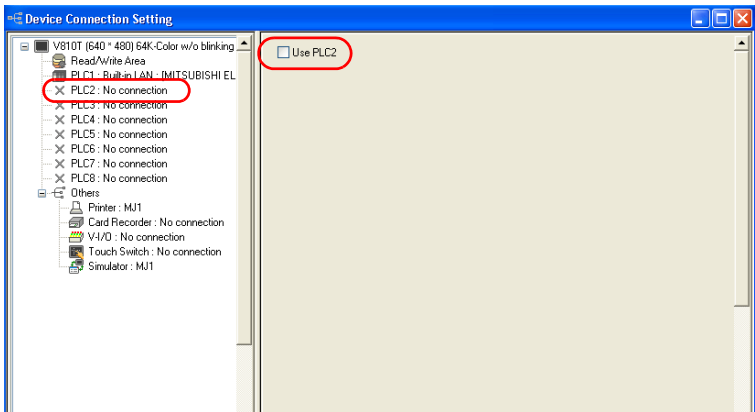 Device Connection Setting
V810T (640 * 480) 64K-Color w/o blinking
Read/Write Area
PLC1 : Built-in LAN : [MITSUBISHI EL
PLC2 : No connection
PLC3 : No connection
PLC4 : No connection
PLC5 : No connection
PLC6 : No connection
PLC7 : No connection
PLC8 : No connection
Others
Printer : MJ1
Card Recorder : No connection
V-I/O : No connection
Touch Switch : No connection
Simulator : MJ1
Use PLC2